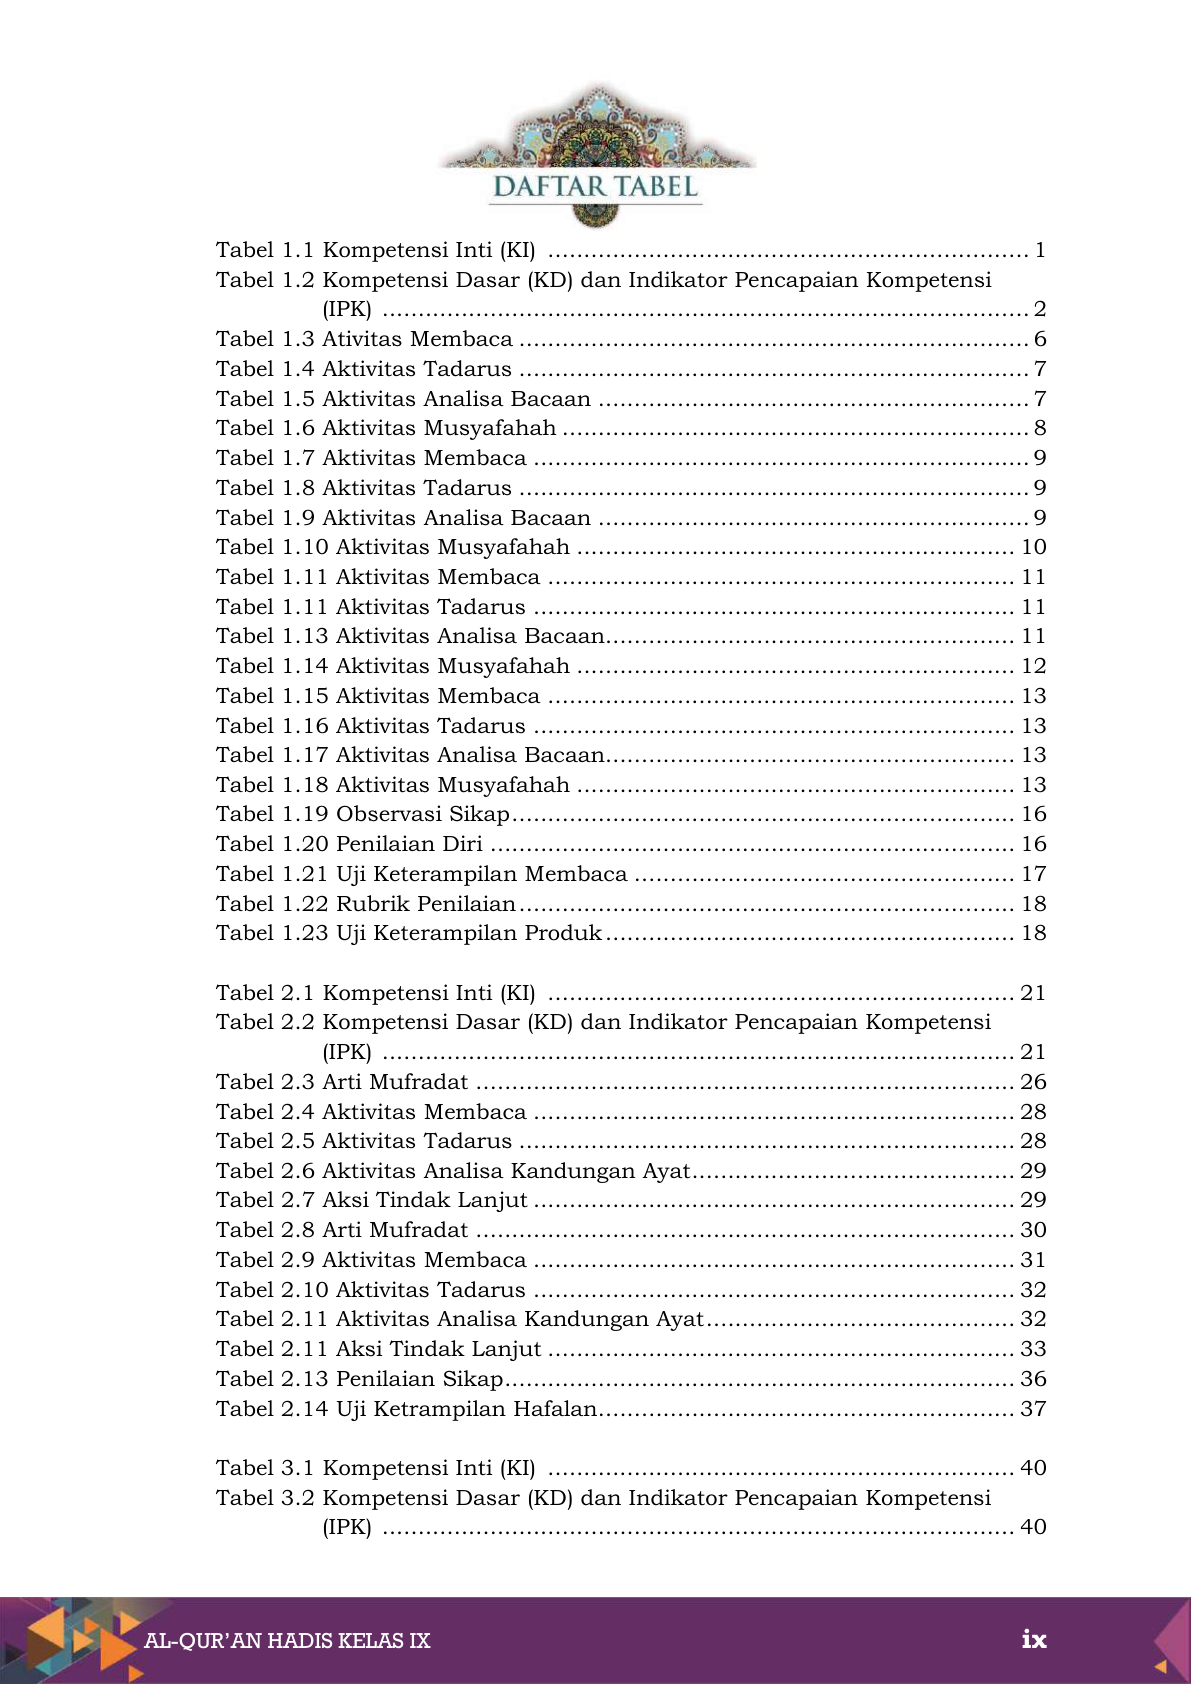 DAFTAR TABEL
Tabel 1.1 Kompetensi Inti (KI) .................................................................. 1
Tabel 1.2 Kompetensi Dasar (KD) dan Indikator Pencapaian Kompetensi
(IPK) ......................................................................................... 2
Tabel 1.3 Ativitas Membaca ...................................................................... 6
Tabel 1.4 Aktivitas Tadarus ...................................................................... 7
Tabel 1.5 Aktivitas Analisa Bacaan ........................................................... 7
Tabel 1.6 Aktivitas Musyafahah ................................................................ 8
Tabel 1.7 Aktivitas Membaca .................................................................... 9
Tabel 1.8 Aktivitas Tadarus ...................................................................... 9
Tabel 1.9 Aktivitas Analisa Bacaan ........................................................... 9
Tabel 1.10 Aktivitas Musyafahah ............................................................ 10
Tabel 1.11 Aktivitas Membaca ................................................................ 11
Tabel 1.11 Aktivitas Tadarus .................................................................. 11
Tabel 1.13 Aktivitas Analisa Bacaan........................................................ 11
Tabel 1.14 Aktivitas Musyafahah ............................................................ 12
Tabel 1.15 Aktivitas Membaca ................................................................ 13
Tabel 1.16 Aktivitas Tadarus .................................................................. 13
Tabel 1.17 Aktivitas Analisa Bacaan........................................................ 13
Tabel 1.18 Aktivitas Musyafahah ............................................................ 13
Tabel 1.19 Observasi Sikap..................................................................... 16
Tabel 1.20 Penilaian Diri ........................................................................ 16
Tabel 1.21 Uji Keterampilan Membaca .................................................... 17
Tabel 1.22 Rubrik Penilaian.................................................................... 18
Tabel 1.23 Uji Keterampilan Produk........................................................ 18
Tabel 2.1 Kompetensi Inti (KI) ................................................................ 21
Tabel 2.2 Kompetensi Dasar (KD) dan Indikator Pencapaian Kompetensi
(IPK) ....................................................................................... 21
Tabel 2.3 Arti Mufradat .......................................................................... 26
Tabel 2.4 Aktivitas Membaca .................................................................. 28
Tabel 2.5 Aktivitas Tadarus .................................................................... 28
Tabel 2.6 Aktivitas Analisa Kandungan Ayat............................................ 29
Tabel 2.7 Aksi Tindak Lanjut .................................................................. 29
Tabel 2.8 Arti Mufradat .......................................................................... 30
Tabel 2.9 Aktivitas Membaca .................................................................. 31
Tabel 2.10 Aktivitas Tadarus .................................................................. 32
Tabel 2.11 Aktivitas Analisa Kandungan Ayat.......................................... 32
Tabel 2.11 Aksi Tindak Lanjut ................................................................ 33
Tabel 2.13 Penilaian Sikap...................................................................... 36
Tabel 2.14 Uji Ketrampilan Hafalan......................................................... 37
Tabel 3.1 Kompetensi Inti (KI) ................................................................ 40
Tabel 3.2 Kompetensi Dasar (KD) dan Indikator Pencapaian Kompetensi
(IPK) ....................................................................................... 40
AL-QUR'AN HADIS KELAS IX ix